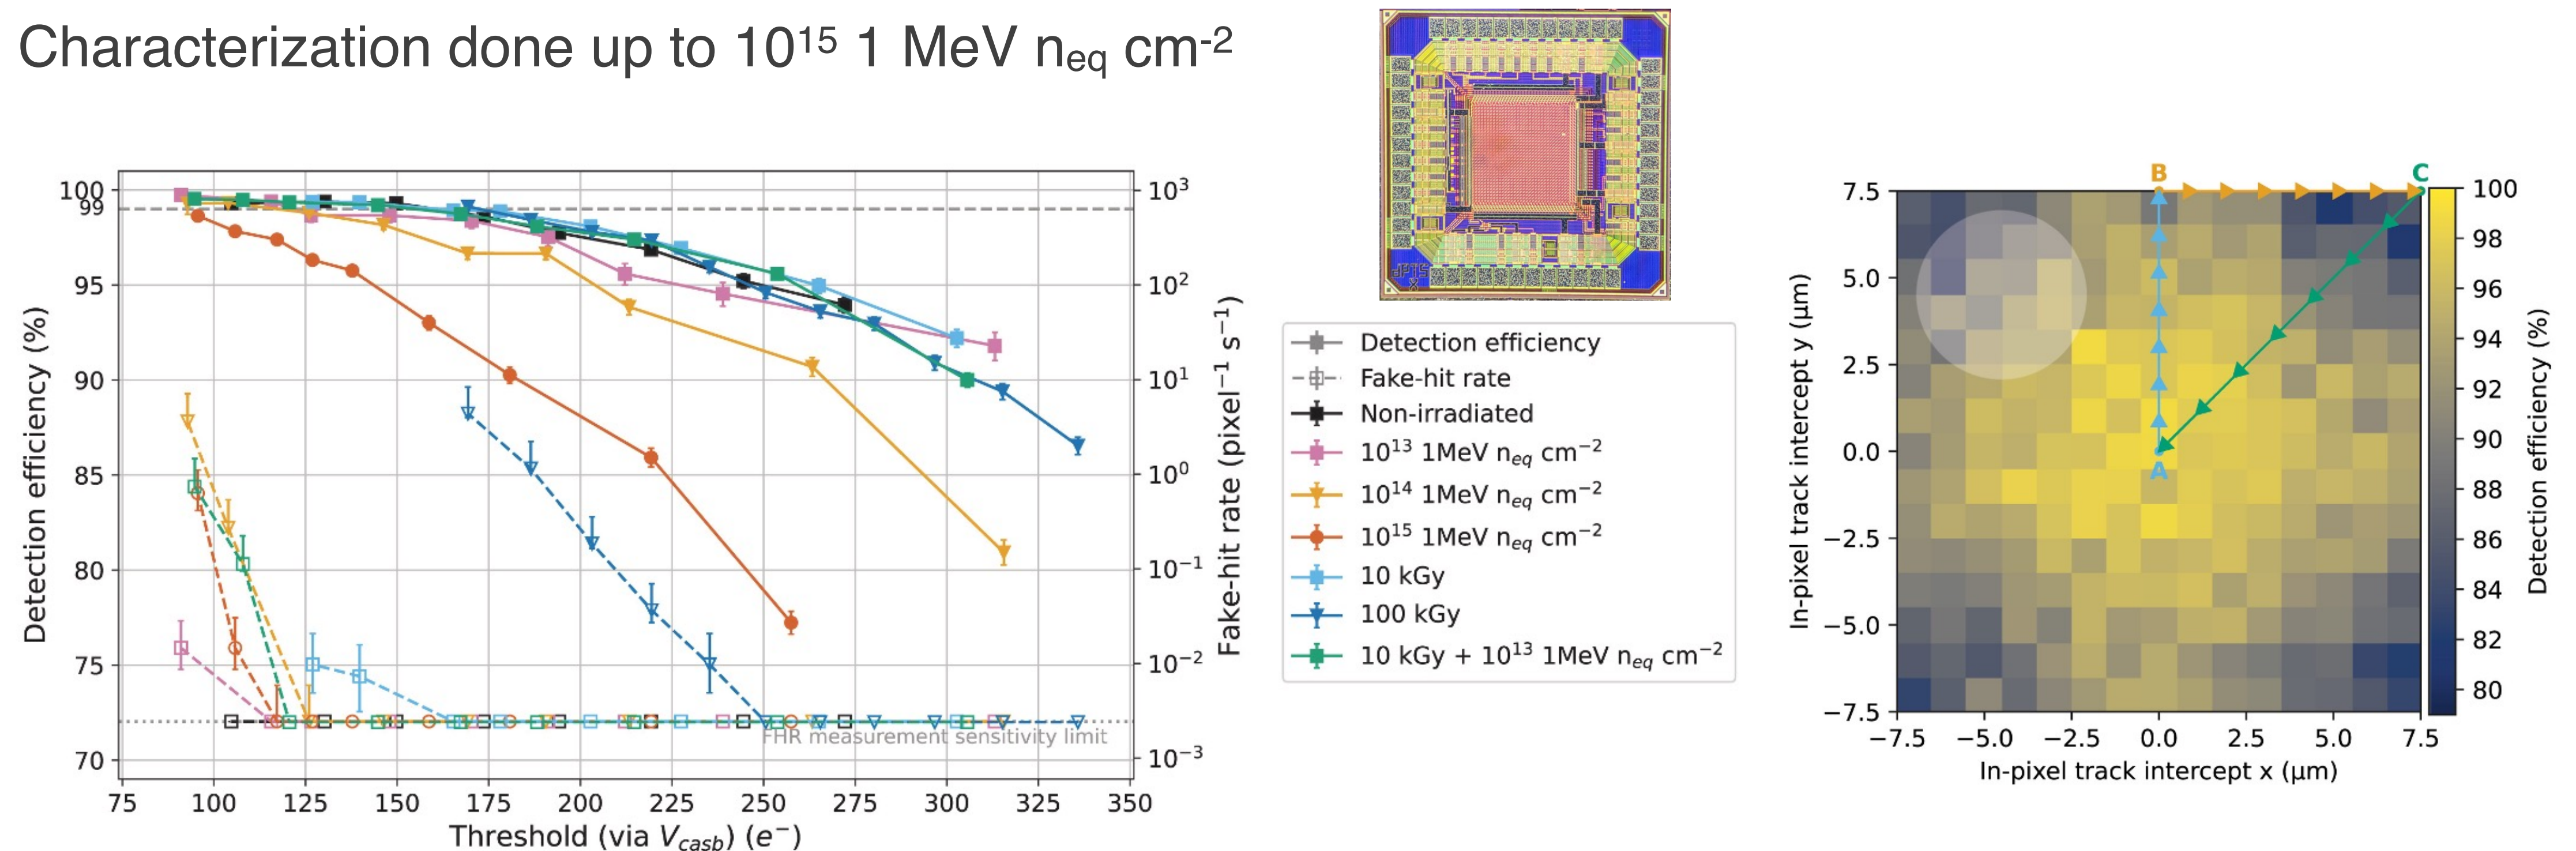 Characterization done up to 10¹⁵ 1 MeV nₑq cm⁻²
Detection efficiency (%)
100
99
95
90
85
80
75
70
10³
10²
10¹
10⁰
10⁻¹
10⁻²
10⁻³
Fake-hit rate (pixel⁻¹ s⁻¹)
FHR measurement sensitivity limit
75 100 125 150 175 200 225 250 275 300 325 350
Threshold (via V_casb) (e⁻)
DPTS
Detection efficiency
Fake-hit rate
Non-irradiated
10¹³ 1MeV nₑq cm⁻²
10¹⁴ 1MeV nₑq cm⁻²
10¹⁵ 1MeV nₑq cm⁻²
10 kGy
100 kGy
10 kGy + 10¹³ 1MeV nₑq cm⁻²
In-pixel track intercept y (μm)
7.5
5.0
2.5
0.0
−2.5
−5.0
−7.5
B
C
A
−7.5 −5.0 −2.5 0.0 2.5 5.0 7.5
In-pixel track intercept x (μm)
100
98
96
94
92
90
88
86
84
82
80
Detection efficiency (%)